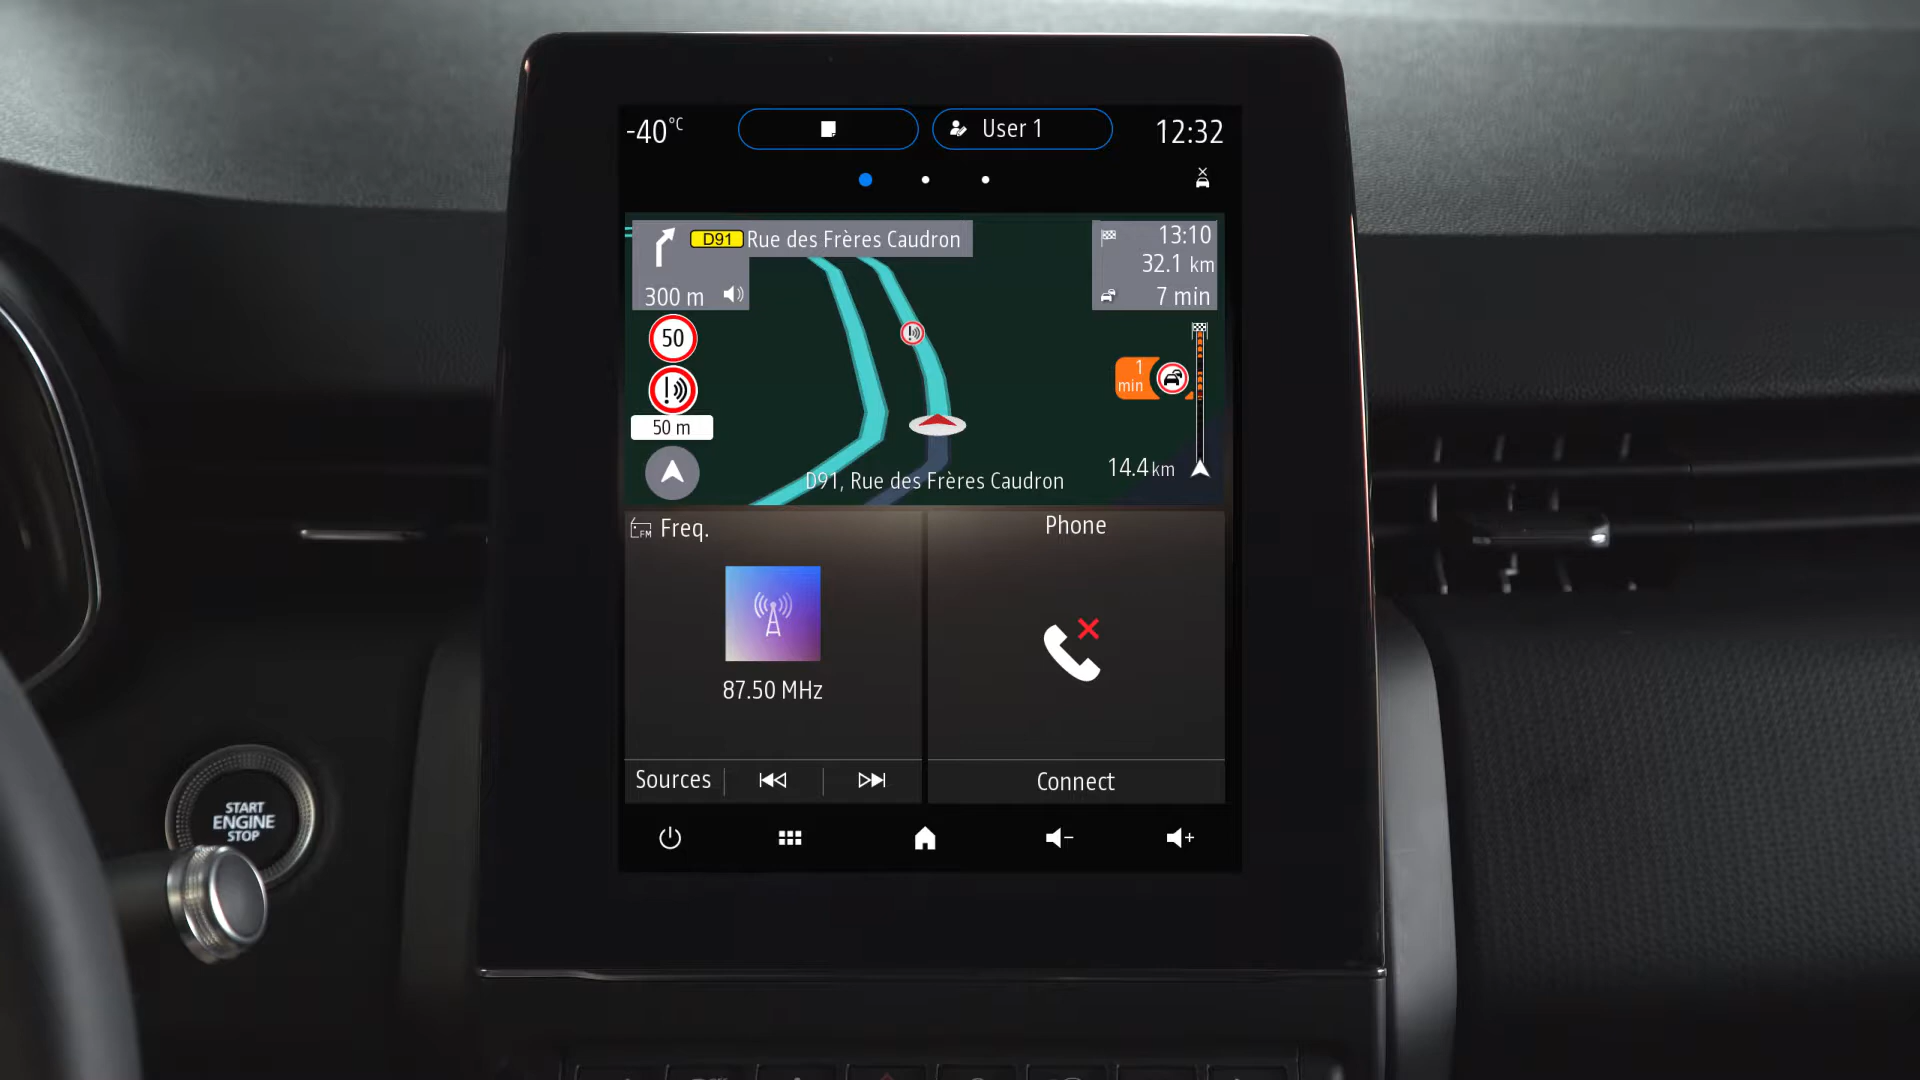 -40°C
User 1
12:32
D91 Rue des Frères Caudron
300 m
13:10
32.1 km
7 min
50
50 m
1
min
14.4 km
D91, Rue des Frères Caudron
FM Freq.
87.50 MHz
Sources
Phone
Connect
START
ENGINE
STOP